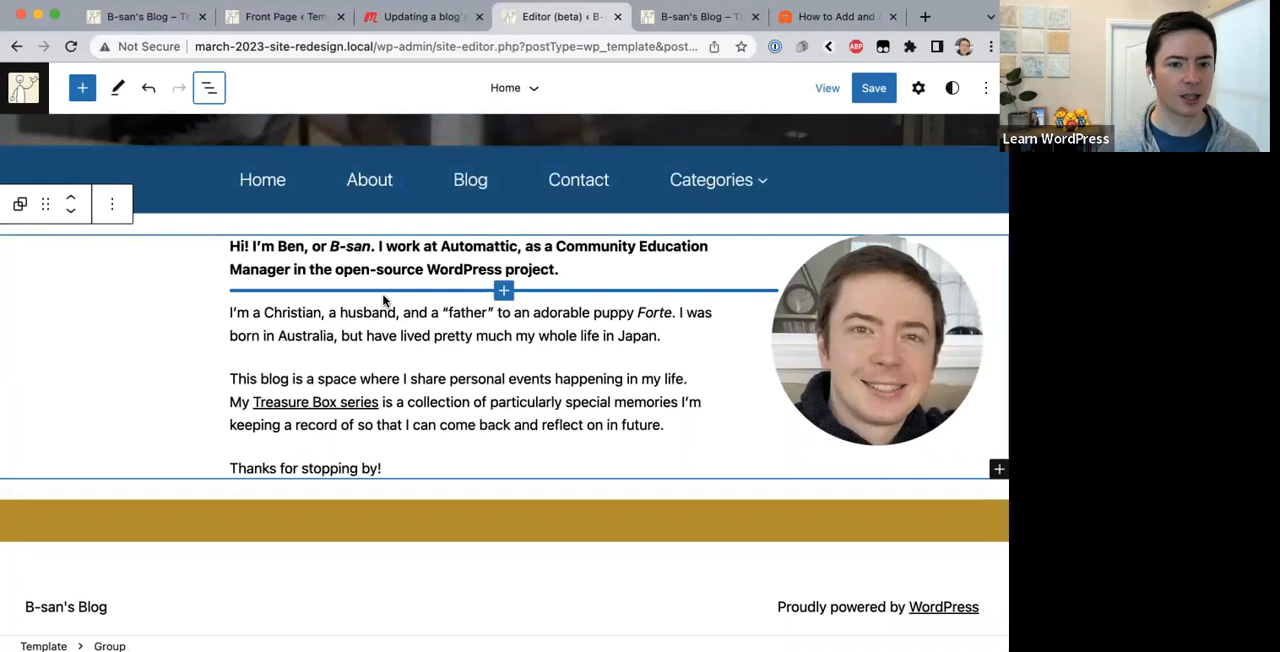 B-san's Blog – Th
Front Page ‹ Tem
Updating a blog's
Editor (beta) ‹ B-
B-san's Blog – Th
How to Add and
Not Secure
march-2023-site-redesign.local/wp-admin/site-editor.php?postType=wp_template&post...
ABP
Home
View
Save
Learn WordPress
Home
About
Blog
Contact
Categories
Hi! I'm Ben, or B-san. I work at Automattic, as a Community Education
Manager in the open-source WordPress project.
I'm a Christian, a husband, and a “father” to an adorable puppy Forte. I was
born in Australia, but have lived pretty much my whole life in Japan.
This blog is a space where I share personal events happening in my life.
My Treasure Box series is a collection of particularly special memories I'm
keeping a record of so that I can come back and reflect on in future.
Thanks for stopping by!
B-san's Blog
Proudly powered by WordPress
Template > Group